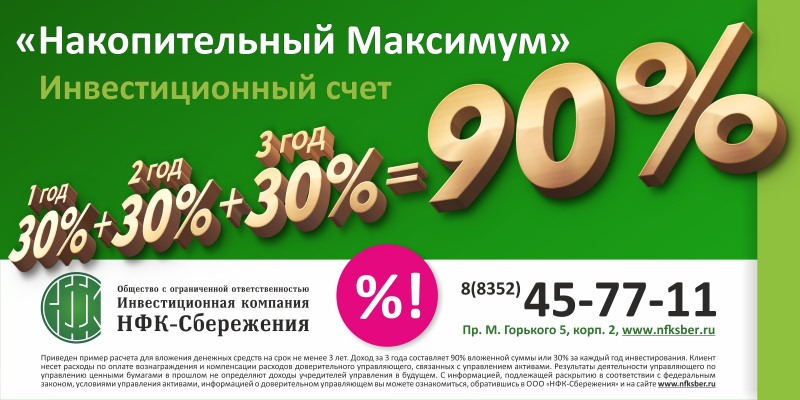 «Накопительный Максимум»
Инвестиционный счет
1 год 2 год 3 год
30%+30%+30%=90%
Общество с ограниченной ответственностью
Инвестиционная компания
НФК-Сбережения
%!
8(8352) 45-77-11
Пр. М. Горького 5, корп. 2, www.nfksber.ru
Приведен пример расчета для вложения денежных средств на срок не менее 3 лет. Доход за 3 года составляет 90% вложенной суммы или 30% за каждый год инвестирования. Клиент
несет расходы по оплате вознаграждения и компенсации расходов доверительного управляющего, связанных с управлением активами. Результаты деятельности управляющего по
управлению ценными бумагами в прошлом не определяют доходы учредителей управления в будущем. С информацией, подлежащей раскрытию в соответствии с федеральным
законом, условиями управления активами, информацией о доверительном управляющем вы можете ознакомиться, обратившись в ООО «НФК-Сбережения» и на сайте www.nfksber.ru